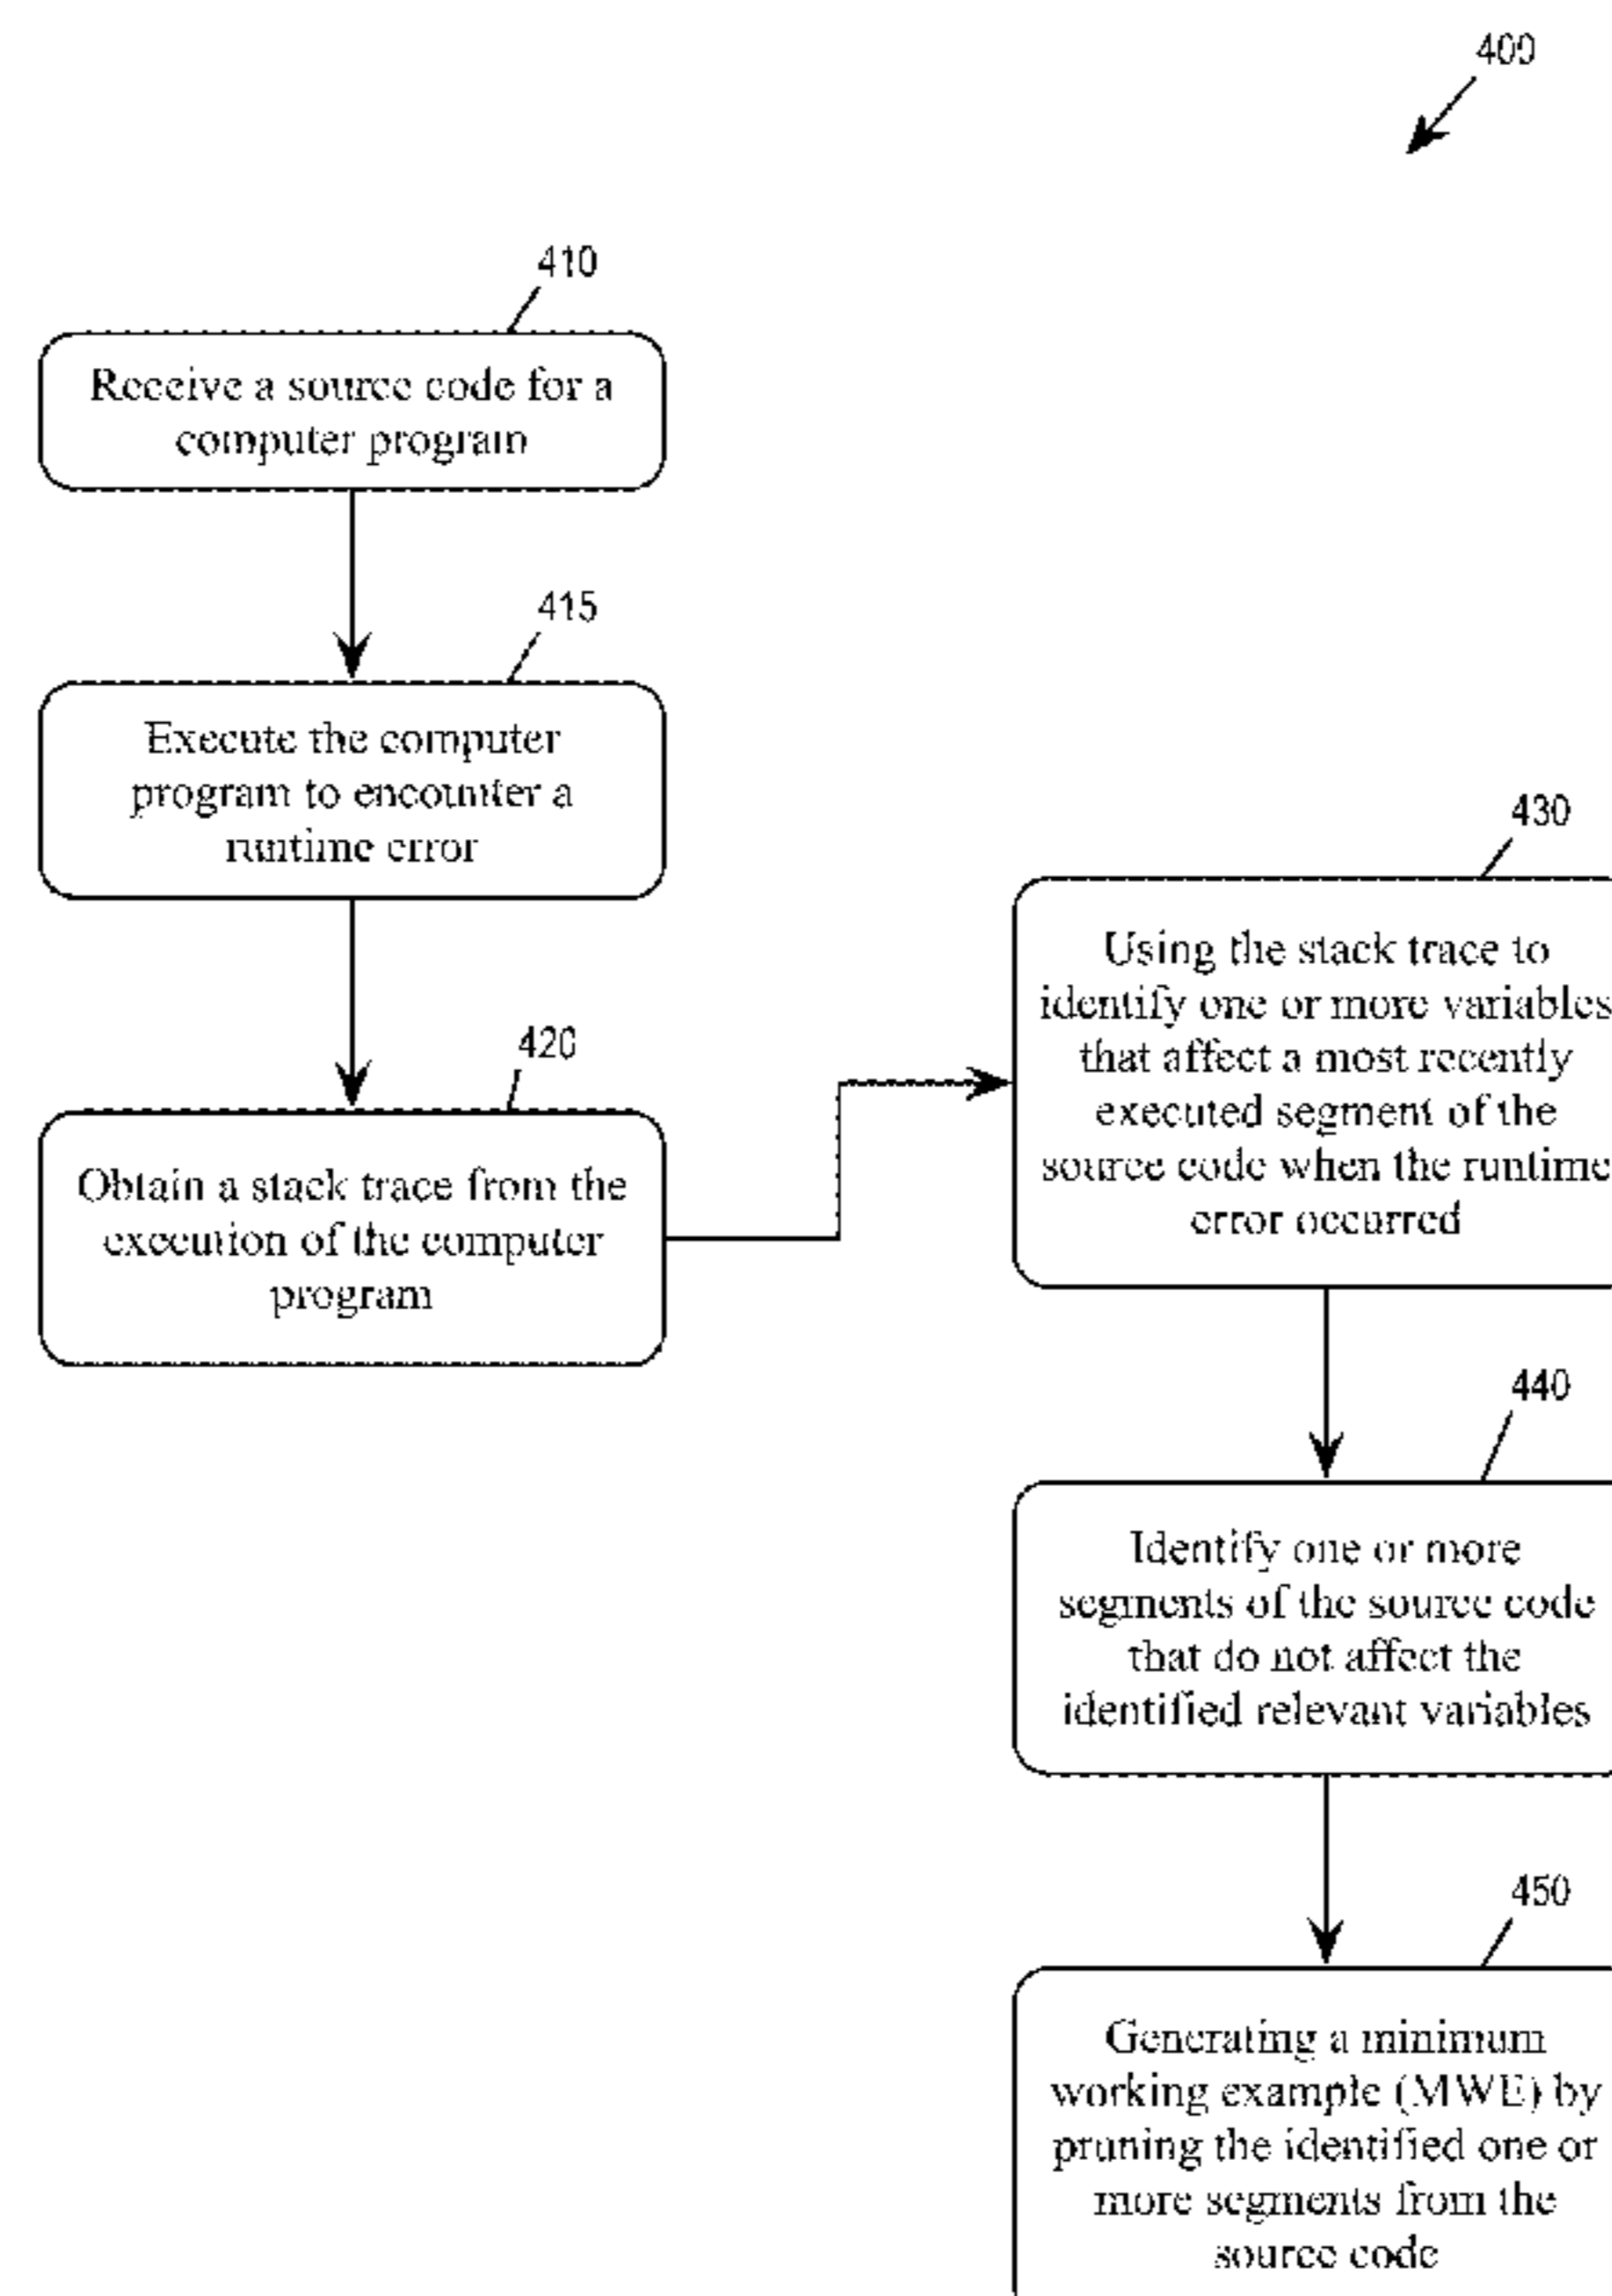 400
410
Receive a source code for a
computer program
415
Execute the computer
program to encounter a
runtime error
420
Obtain a stack trace from the
execution of the computer
program
430
Using the stack trace to
identify one or more variables
that affect a most recently
executed segment of the
source code when the runtime
error occurred
440
Identify one or more
segments of the source code
that do not affect the
identified relevant variables
450
Generating a minimum
working example (MWE) by
pruning the identified one or
more segments from the
source code